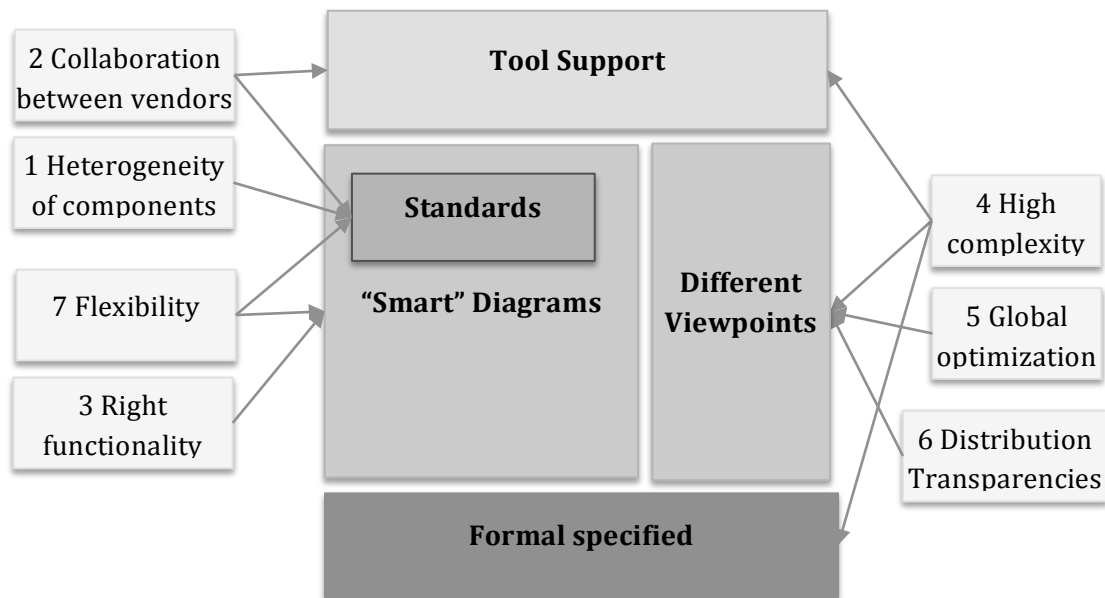 2 Collaboration
between vendors
1 Heterogeneity
of components
7 Flexibility
3 Right
functionality
Tool Support
Standards
“Smart” Diagrams
Different
Viewpoints
Formal specified
4 High
complexity
5 Global
optimization
6 Distribution
Transparencies